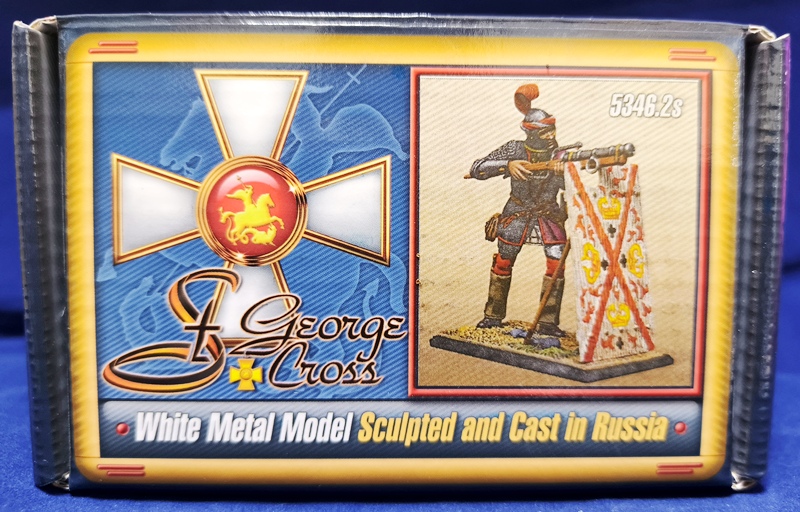 5346.2s
St George
Cross
White Metal Model Sculpted and Cast in Russia